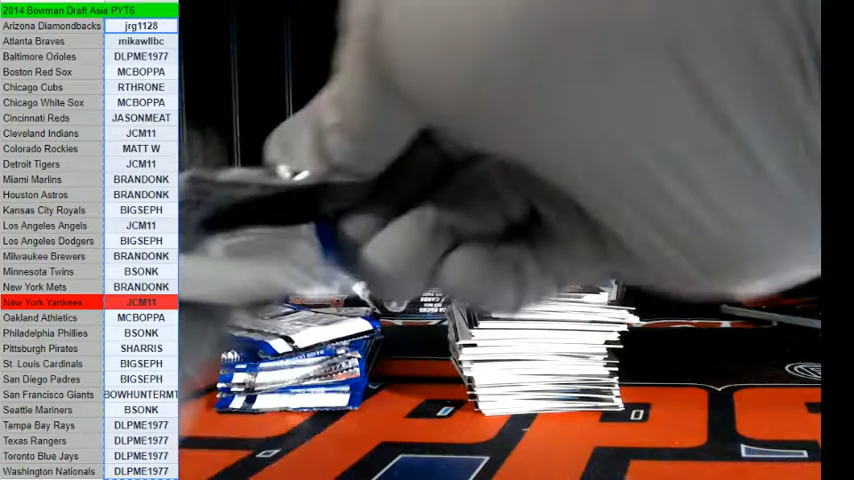 2014 Bowman Draft Asia PYT5
Arizona Diamondbacks jrg1128
Atlanta Braves mikawllbc
Baltimore Orioles DLPME1977
Boston Red Sox MCBOPPA
Chicago Cubs RTHRONE
Chicago White Sox MCBOPPA
Cincinnati Reds JASONMEAT
Cleveland Indians JCM11
Colorado Rockies MATT W
Detroit Tigers JCM11
Miami Marlins BRANDONK
Houston Astros BRANDONK
Kansas City Royals BIGSEPH
Los Angeles Angels JCM11
Los Angeles Dodgers BIGSEPH
Milwaukee Brewers BRANDONK
Minnesota Twins BSONK
New York Mets BRANDONK
New York Yankees JCM11
Oakland Athletics MCBOPPA
Philadelphia Phillies BSONK
Pittsburgh Pirates SHARRIS
St. Louis Cardinals BIGSEPH
San Diego Padres BIGSEPH
San Francisco Giants BOWHUNTERMT
Seattle Mariners BSONK
Tampa Bay Rays DLPME1977
Texas Rangers DLPME1977
Toronto Blue Jays DLPME1977
Washington Nationals DLPME1977